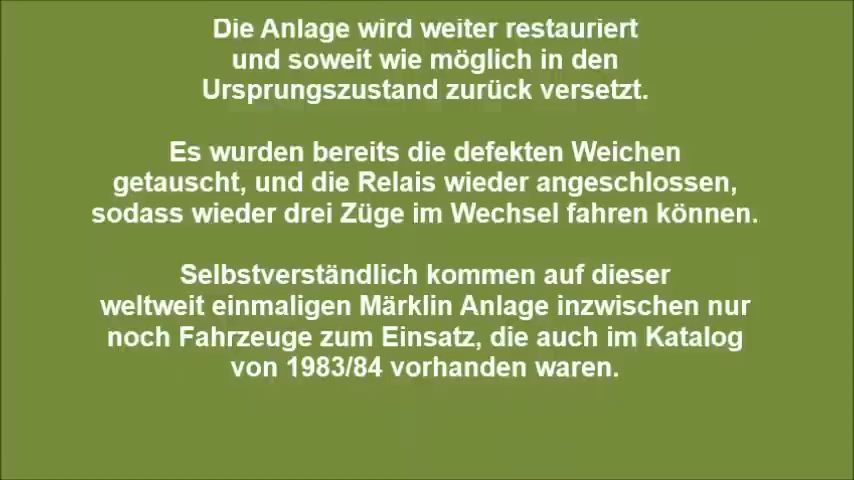 Die Anlage wird weiter restauriert
und soweit wie möglich in den
Ursprungszustand zurück versetzt.
Es wurden bereits die defekten Weichen
getauscht, und die Relais wieder angeschlossen,
sodass wieder drei Züge im Wechsel fahren können.
Selbstverständlich kommen auf dieser
weltweit einmaligen Märklin Anlage inzwischen nur
noch Fahrzeuge zum Einsatz, die auch im Katalog
von 1983/84 vorhanden waren.